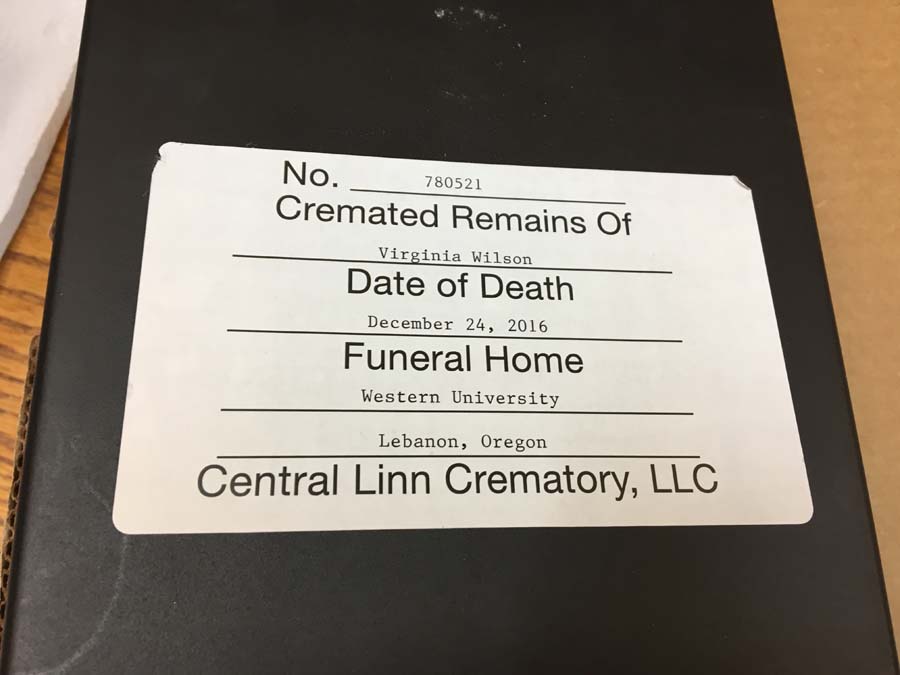 No. 780521
Cremated Remains Of
Virginia Wilson
Date of Death
December 24, 2016
Funeral Home
Western University
Lebanon, Oregon
Central Linn Crematory, LLC